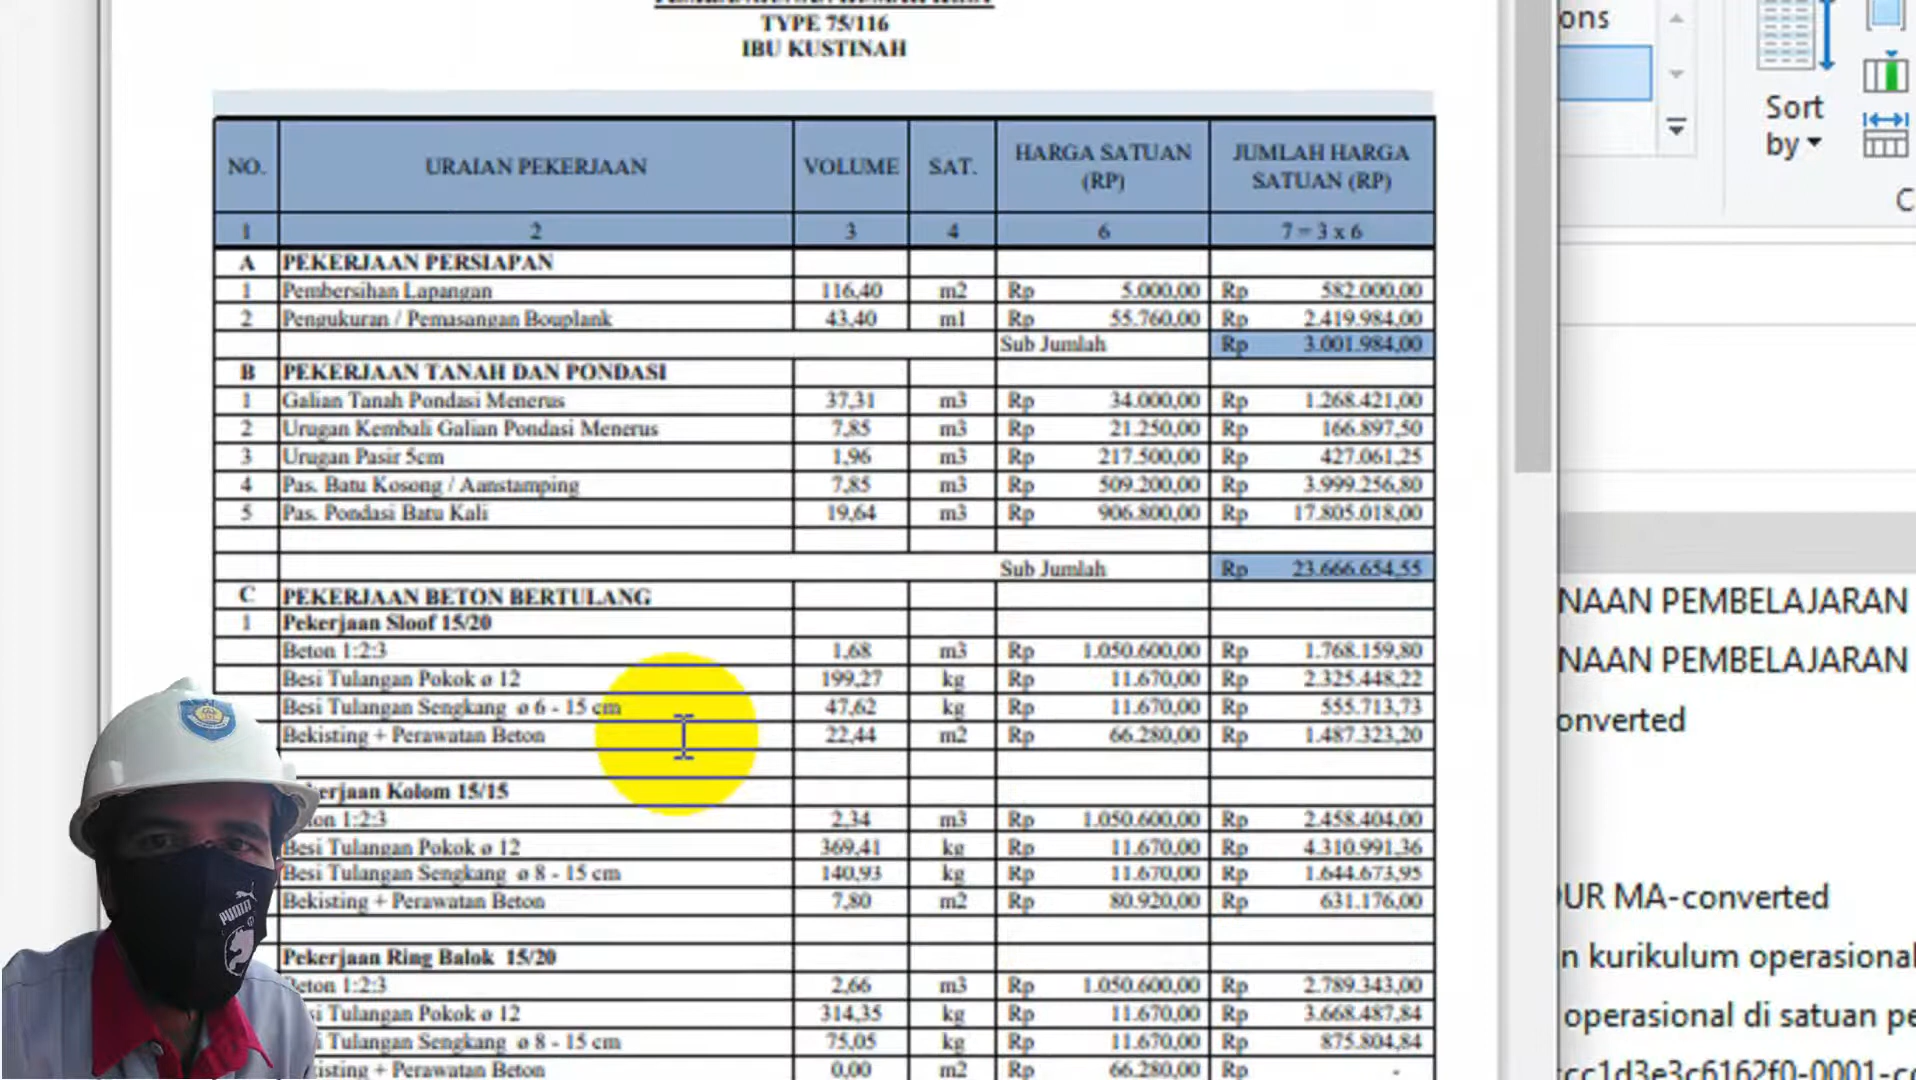 TYPE 75/116
IBU KUSTINAH
NO. URAIAN PEKERJAAN VOLUME SAT. HARGA SATUAN (RP) JUMLAH HARGA SATUAN (RP)
1 2 3 4 6 7 = 3 x 6
A PEKERJAAN PERSIAPAN
1 Pembersihan Lapangan 116,40 m2 Rp 5.000,00 Rp 582.000,00
2 Pengukuran / Pemasangan Bouplank 43,40 m1 Rp 55.760,00 Rp 2.419.984,00
Sub Jumlah Rp 3.001.984,00
B PEKERJAAN TANAH DAN PONDASI
1 Galian Tanah Pondasi Menerus 37,31 m3 Rp 34.000,00 Rp 1.268.421,00
2 Urugan Kembali Galian Pondasi Menerus 7,85 m3 Rp 21.250,00 Rp 166.897,50
3 Urugan Pasir 5cm 1,96 m3 Rp 217.500,00 Rp 427.061,25
4 Pas. Batu Kosong / Aanstamping 7,85 m3 Rp 509.200,00 Rp 3.999.256,80
5 Pas. Pondasi Batu Kali 19,64 m3 Rp 906.800,00 Rp 17.805.018,00
Sub Jumlah Rp 23.666.654,55
C PEKERJAAN BETON BERTULANG
1 Pekerjaan Sloof 15/20
Beton 1:2:3 1,68 m3 Rp 1.050.600,00 Rp 1.768.159,80
Besi Tulangan Pokok ø 12 199,27 kg Rp 11.670,00 Rp 2.325.448,22
Besi Tulangan Sengkang ø 6 - 15 cm 47,62 kg Rp 11.670,00 Rp 555.713,73
Bekisting + Perawatan Beton 22,44 m2 Rp 66.280,00 Rp 1.487.323,20
erjaan Kolom 15/15
ton 1:2:3 2,34 m3 Rp 1.050.600,00 Rp 2.458.404,00
Besi Tulangan Pokok ø 12 369,41 kg Rp 11.670,00 Rp 4.310.991,36
Besi Tulangan Sengkang ø 8 - 15 cm 140,93 kg Rp 11.670,00 Rp 1.644.673,95
Bekisting + Perawatan Beton 7,80 m2 Rp 80.920,00 Rp 631.176,00
Pekerjaan Ring Balok 15/20
eton 1:2:3 2,66 m3 Rp 1.050.600,00 Rp 2.789.343,00
si Tulangan Pokok ø 12 314,35 kg Rp 11.670,00 Rp 3.668.487,84
si Tulangan Sengkang ø 8 - 15 cm 75,05 kg Rp 11.670,00 Rp 875.804,84
isting + Perawatan Beton 0,00 m2 Rp 66.280,00 Rp -
ons
Sort
by
C
NAAN PEMBELAJARAN
NAAN PEMBELAJARAN
onverted
OUR MA-converted
n kurikulum operasional
operasional di satuan pe
PUMA